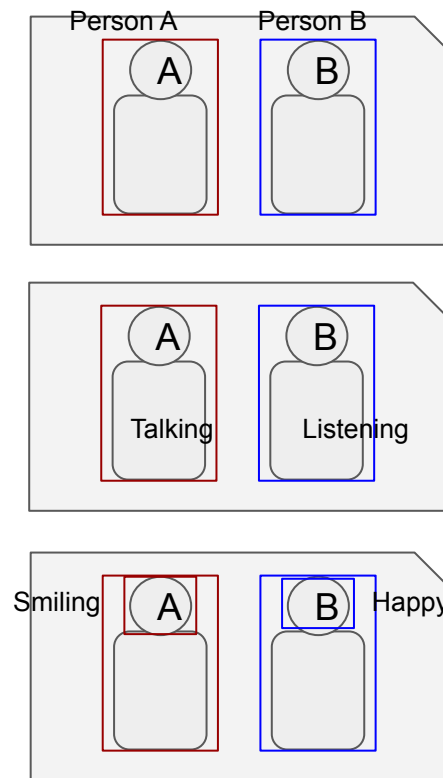 Person A Person B
A B
A B
Talking Listening
Smiling A B Happy